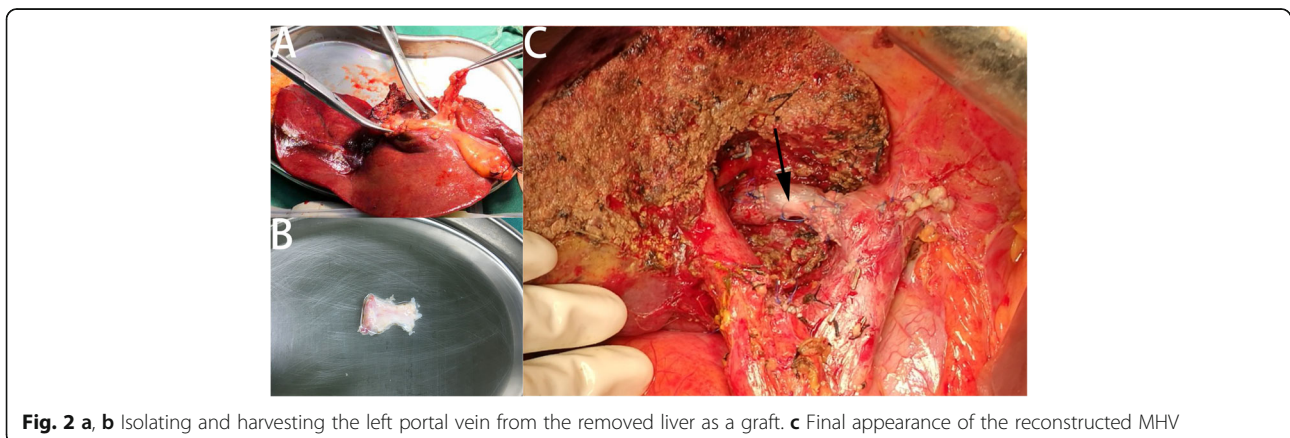 A
C
B
Fig. 2 a, b Isolating and harvesting the left portal vein from the removed as liver as a graft. c Final appearance of the reconstructed MHV